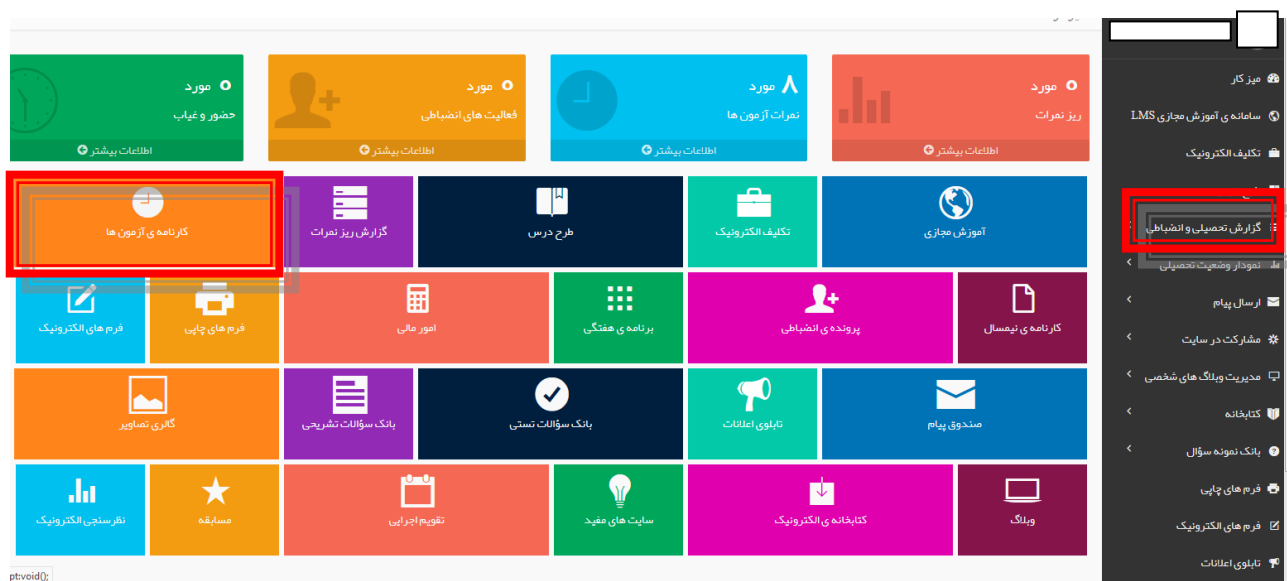 ۰ مورد
ریز نمرات
اطلاعات بیشتر
۸ مورد
نمرات آزمون ها
اطلاعات بیشتر
۰ مورد
فعالیت های انضباطی
اطلاعات بیشتر
۰ مورد
حضور و غیاب
اطلاعات بیشتر
آموزش مجازی
تکلیف الکترونیک
طرح درس
گزارش ریز نمرات
کارنامه ی آزمون ها
کارنامه ی نیمسال
پرونده ی انضباطی
برنامه ی هفتگی
امور مالی
فرم های چاپی
فرم های الکترونیک
صندوق پیام
تابلوی اعلانات
بانک سؤالات تستی
بانک سؤالات تشریحی
گالری تصاویر
وبلاگ
کتابخانه ی الکترونیک
سایت های مفید
تقویم اجرایی
مسابقه
نظرسنجی الکترونیک
میز کار
سامانه ی آموزش مجازی LMS
تکلیف الکترونیک
گزارش تحصیلی و انضباطی
نمودار وضعیت تحصیلی
ارسال پیام
مشارکت در سایت
مدیریت وبلاگ های شخصی
کتابخانه
بانک نمونه سؤال
فرم های چاپی
فرم های الکترونیک
تابلوی اعلانات
pt:void();